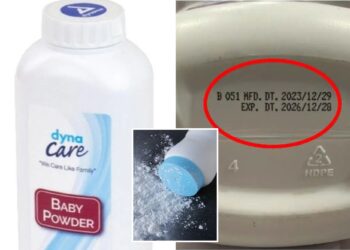 dyna
care
"We Care Like Family"
BABY
POWDER
B 051 MFD. DT. 2023/12/29
EXP. DT. 2026/12/28
4
2
HDPE